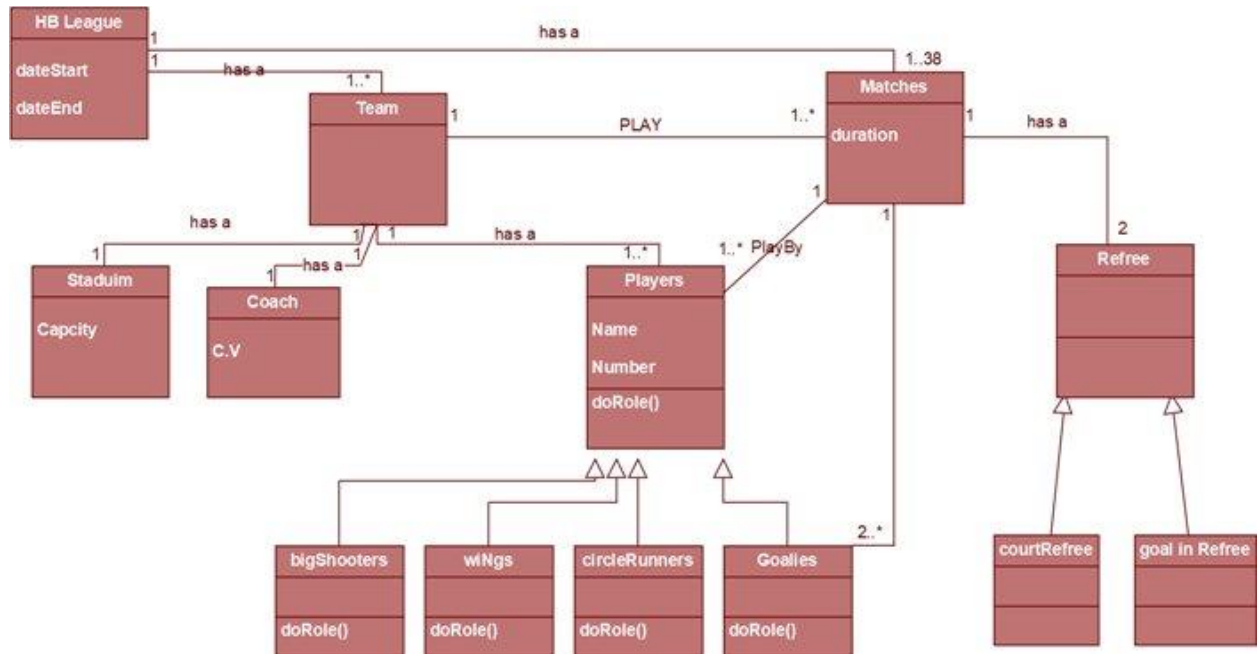 HB League
dateStart
dateEnd
1
has a
1..38
1
has a
1..*
Team
Matches
duration
1
PLAY
1..*
1
has a
has a
1
1
1
has a
1..*
1
has a
1
1
1..*
PlayBy
1
1
2
Staduim
Capcity
Coach
C.V
Players
Name
Number
doRole()
Refree
2..*
bigShooters
doRole()
wiNgs
doRole()
circleRunners
doRole()
Goalies
doRole()
courtRefree
goal in Refree